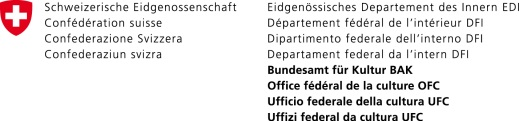 Schweizerische Eidgenossenschaft
Confédération suisse
Confederazione Svizzera
Confederaziun svizra
Eidgenössisches Departement des Innern EDI
Département fédéral de l'intérieur DFI
Dipartimento federale dell'interno DFI
Departament federal da l'intern DFI
Bundesamt für Kultur BAK
Office fédéral de la culture OFC
Ufficio federale della cultura UFC
Uffizi federal da cultura UFC